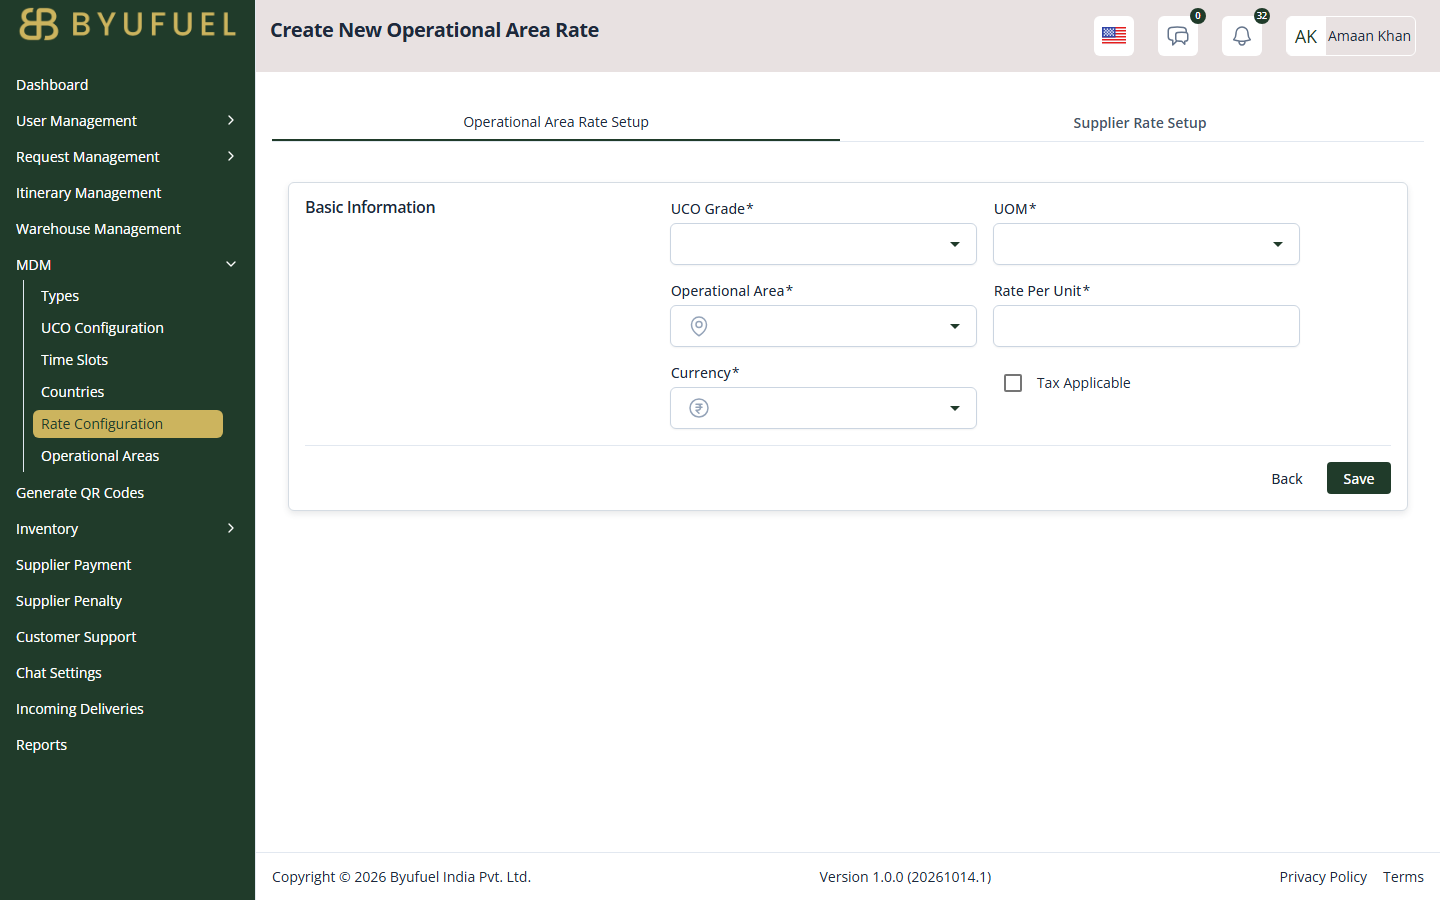 BYUFUEL
Create New Operational Area Rate
0
32
AK
Amaan Khan
Dashboard
User Management
Request Management
Itinerary Management
Warehouse Management
MDM
Types
UCO Configuration
Time Slots
Countries
Rate Configuration
Operational Areas
Generate QR Codes
Inventory
Supplier Payment
Supplier Penalty
Customer Support
Chat Settings
Incoming Deliveries
Reports
Operational Area Rate Setup
Supplier Rate Setup
Basic Information
UCO Grade*
UOM*
Operational Area*
Rate Per Unit*
Currency*
₹
Tax Applicable
Back
Save
Copyright © 2026 Byufuel India Pvt. Ltd.
Version 1.0.0 (20261014.1)
Privacy Policy
Terms